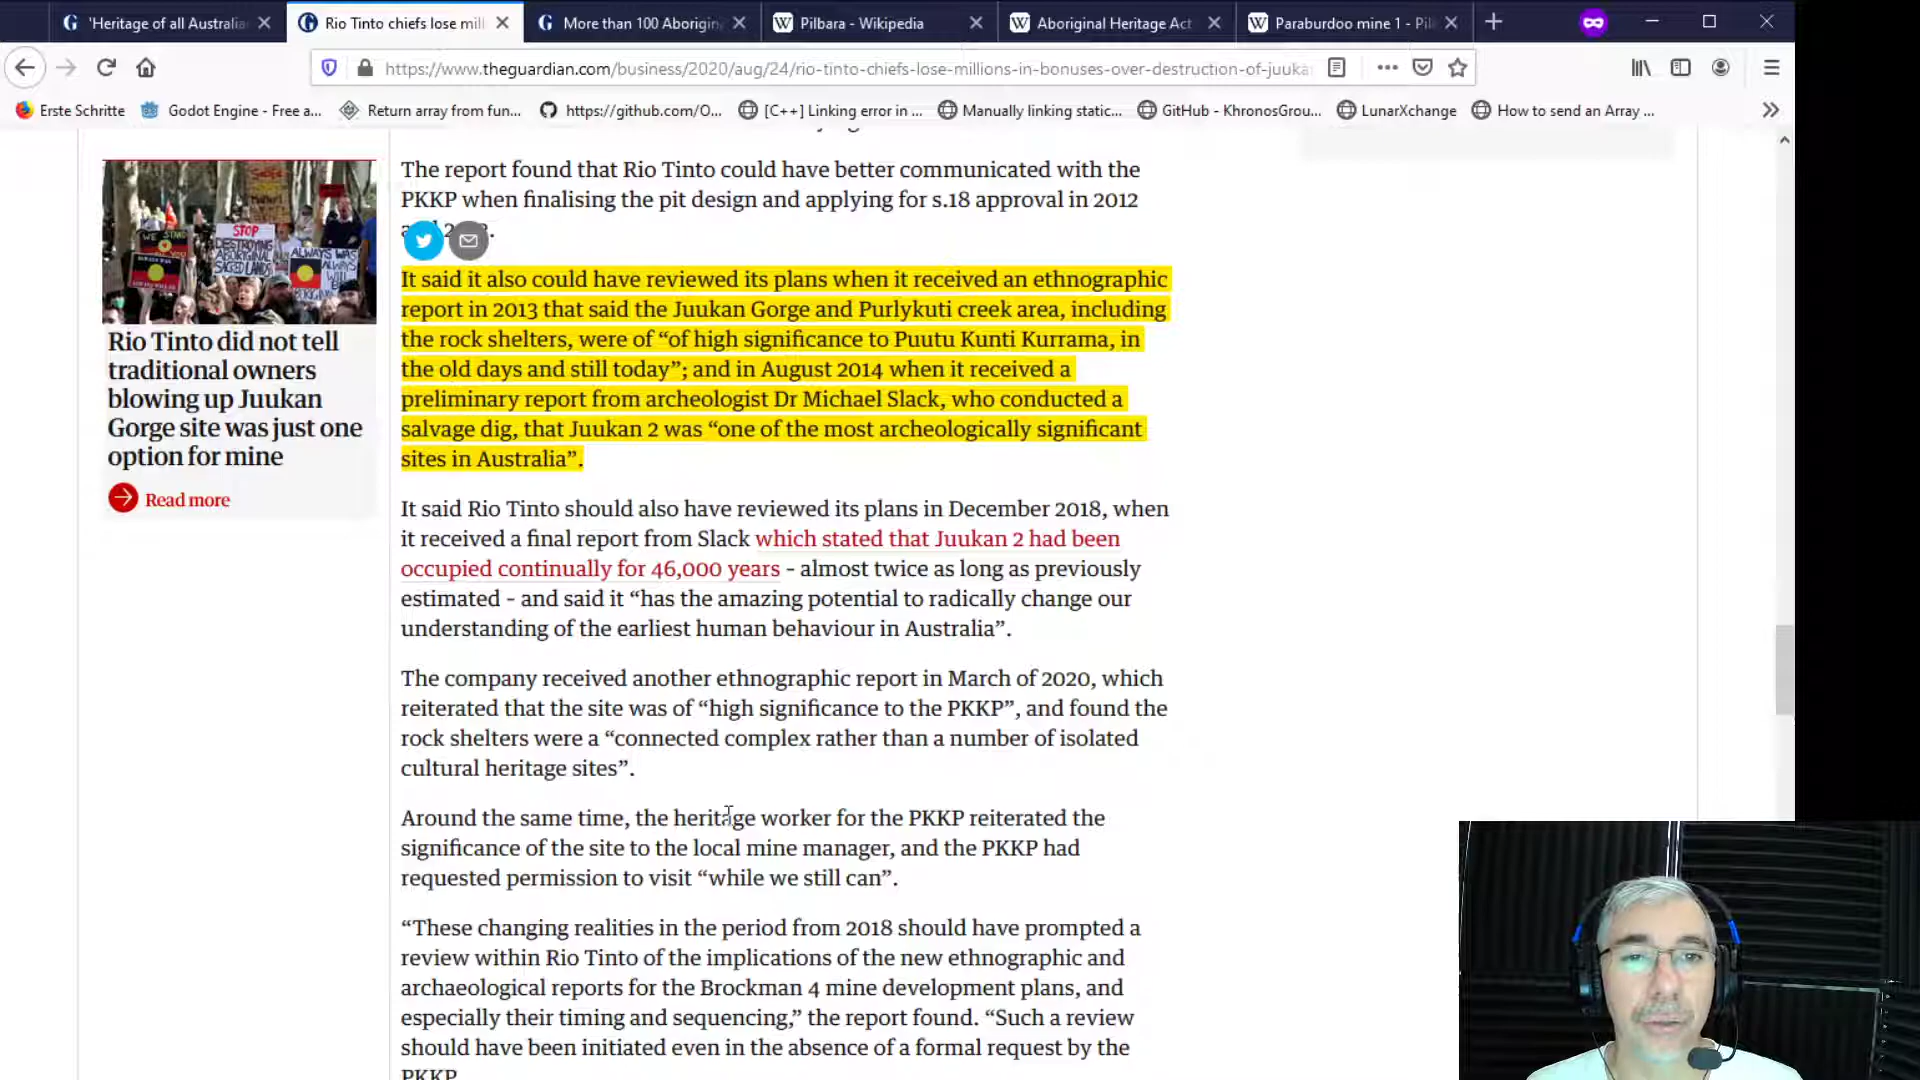 'Heritage of all Australia
Rio Tinto chiefs lose mill
More than 100 Aborigin
Pilbara - Wikipedia
Aboriginal Heritage Act
Paraburdoo mine 1 - Pil
https://www.theguardian.com/business/2020/aug/24/rio-tinto-chiefs-lose-millions-in-bonuses-over-destruction-of-juuka
Erste Schritte
Godot Engine - Free a...
Return array from fun...
https://github.com/O...
[C++] Linking error in ...
Manually linking static...
GitHub - KhronosGrou...
LunarXchange
How to send an Array ...
STOP
DESTROYING
ABORIGINAL
SACRED LANDS
ALWAYS WAS
Rio Tinto did not tell
traditional owners
blowing up Juukan
Gorge site was just one
option for mine
Read more
The report found that Rio Tinto could have better communicated with the
PKKP when finalising the pit design and applying for s.18 approval in 2012
It said it also could have reviewed its plans when it received an ethnographic
report in 2013 that said the Juukan Gorge and Purlykuti creek area, including
the rock shelters, were of “of high significance to Puutu Kunti Kurrama, in
the old days and still today”; and in August 2014 when it received a
preliminary report from archeologist Dr Michael Slack, who conducted a
salvage dig, that Juukan 2 was “one of the most archeologically significant
sites in Australia”.
It said Rio Tinto should also have reviewed its plans in December 2018, when
it received a final report from Slack which stated that Juukan 2 had been
occupied continually for 46,000 years - almost twice as long as previously
estimated - and said it “has the amazing potential to radically change our
understanding of the earliest human behaviour in Australia”.
The company received another ethnographic report in March of 2020, which
reiterated that the site was of “high significance to the PKKP”, and found the
rock shelters were a “connected complex rather than a number of isolated
cultural heritage sites”.
Around the same time, the heritage worker for the PKKP reiterated the
significance of the site to the local mine manager, and the PKKP had
requested permission to visit “while we still can”.
“These changing realities in the period from 2018 should have prompted a
review within Rio Tinto of the implications of the new ethnographic and
archaeological reports for the Brockman 4 mine development plans, and
especially their timing and sequencing,” the report found. “Such a review
should have been initiated even in the absence of a formal request by the
PKKP